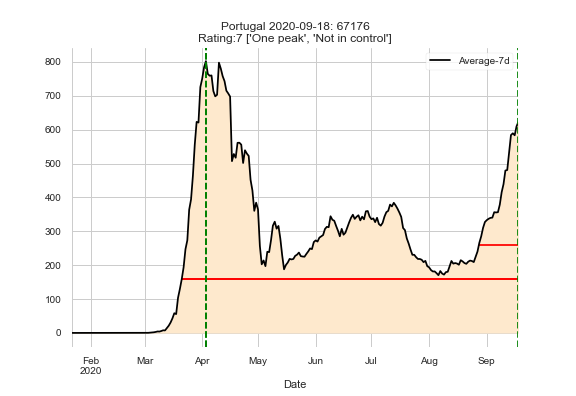 Portugal 2020-09-18: 67176
Rating:7 ['One peak', 'Not in control']
Average-7d
800
700
600
500
400
300
200
100
0
Feb Mar Apr May Jun Jul Aug Sep
2020
Date